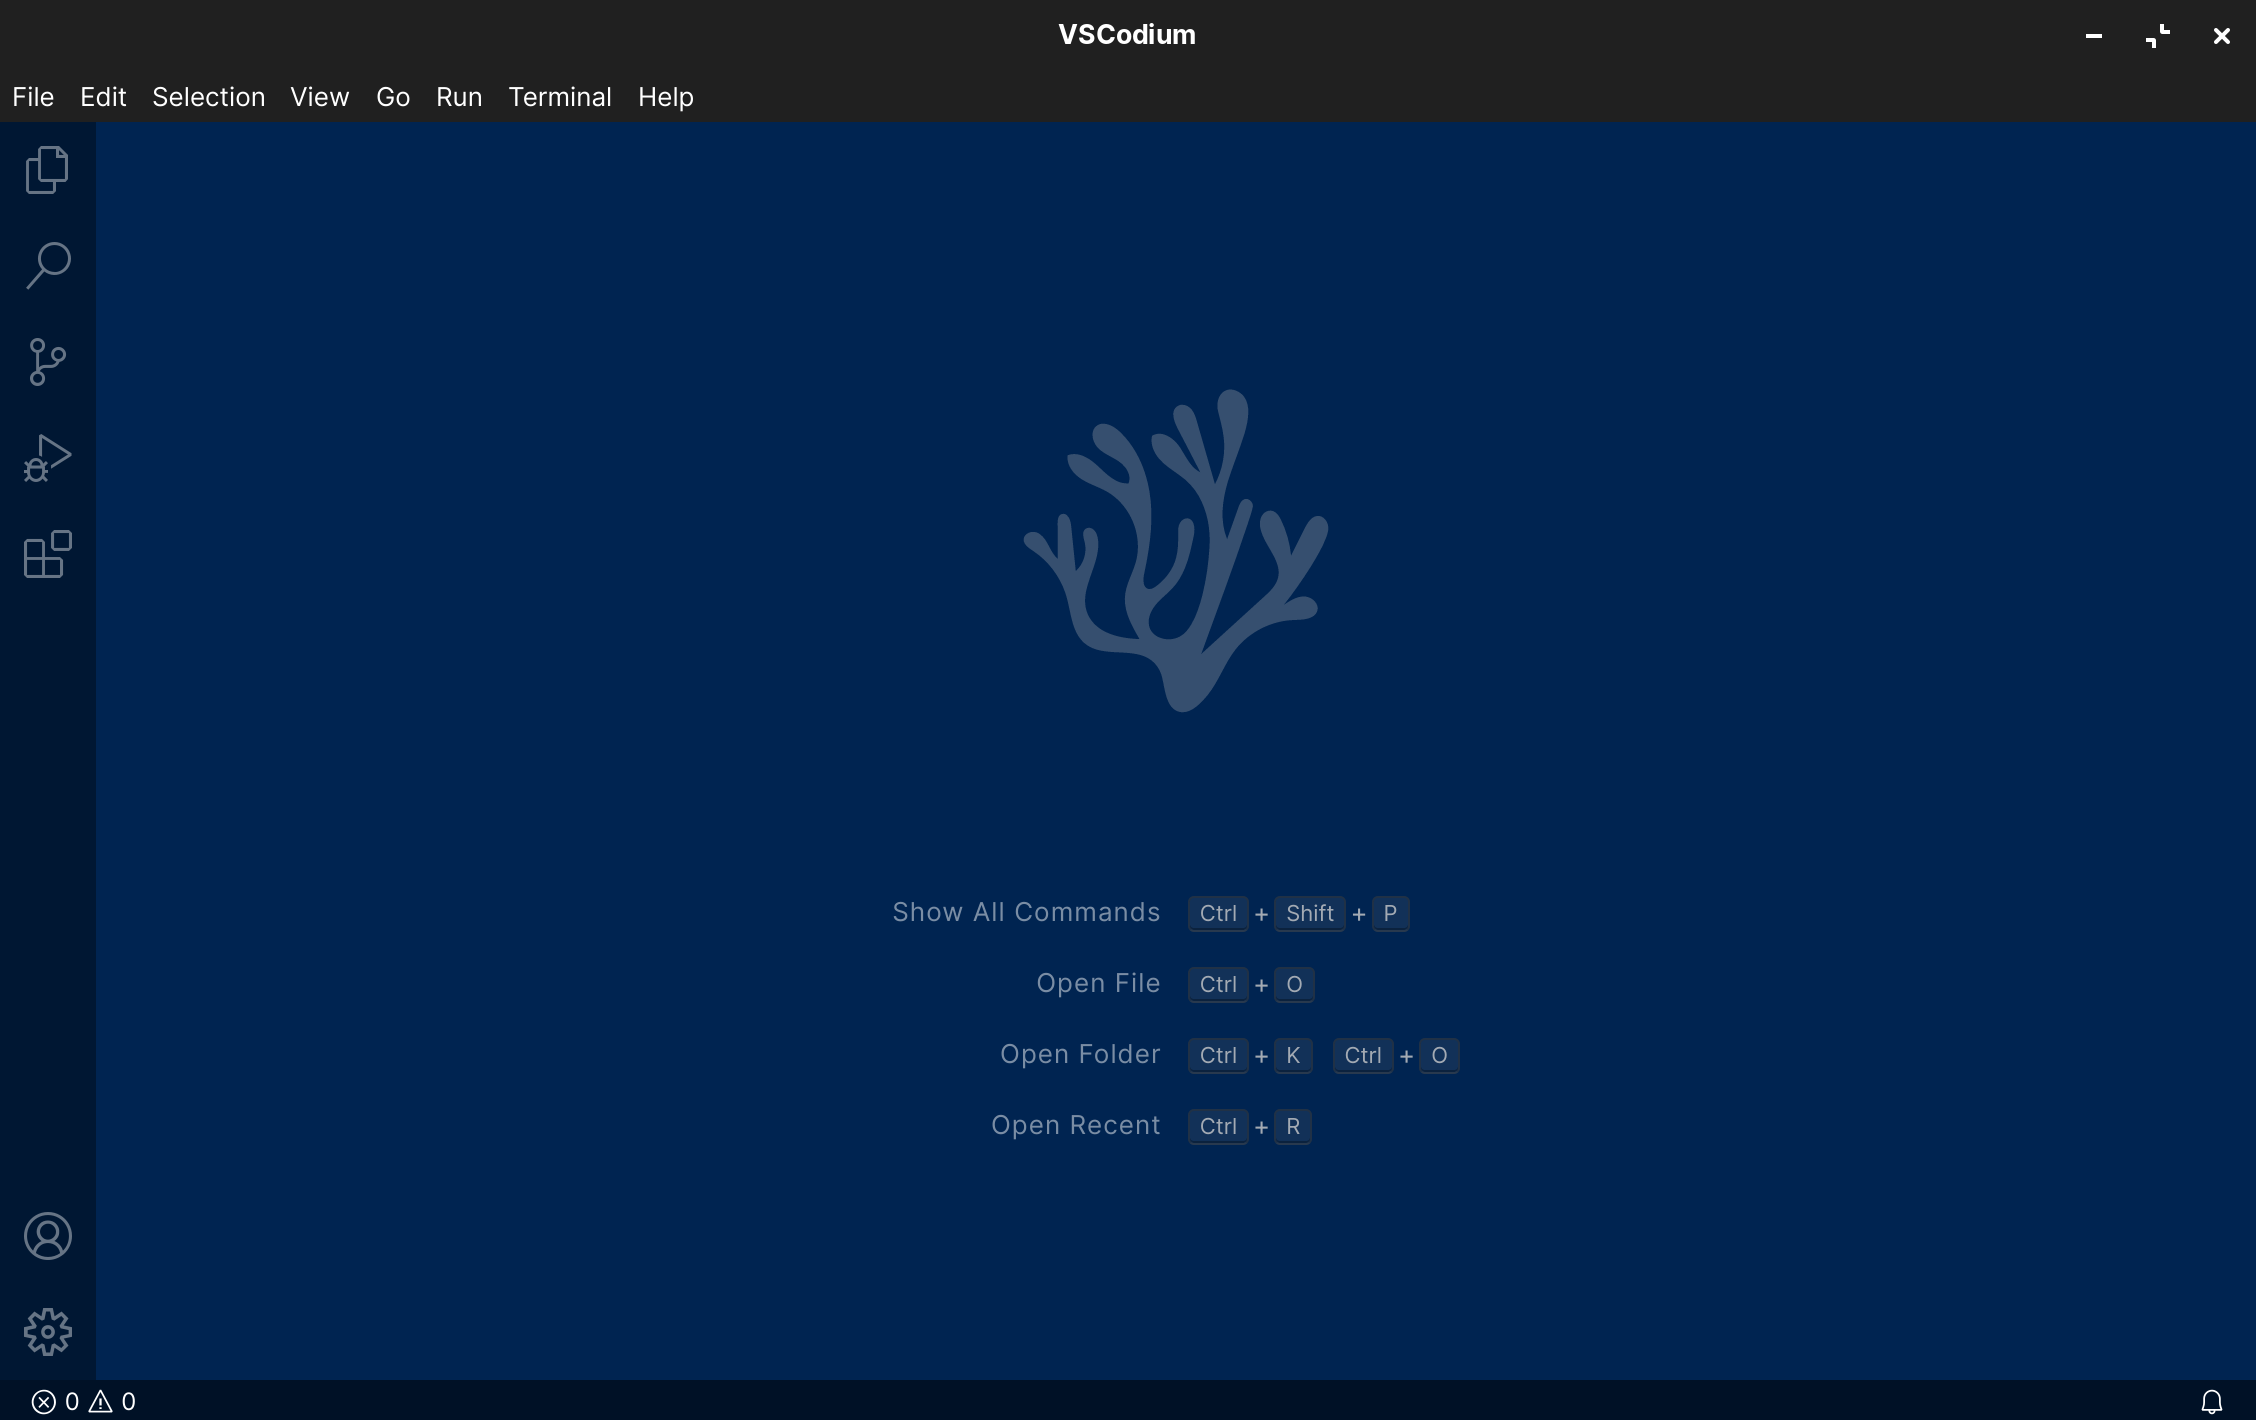 VSCodium
File Edit Selection View Go Run Terminal Help
Show All Commands Ctrl + Shift + P
Open File Ctrl + O
Open Folder Ctrl + K Ctrl + O
Open Recent Ctrl + R
0 0